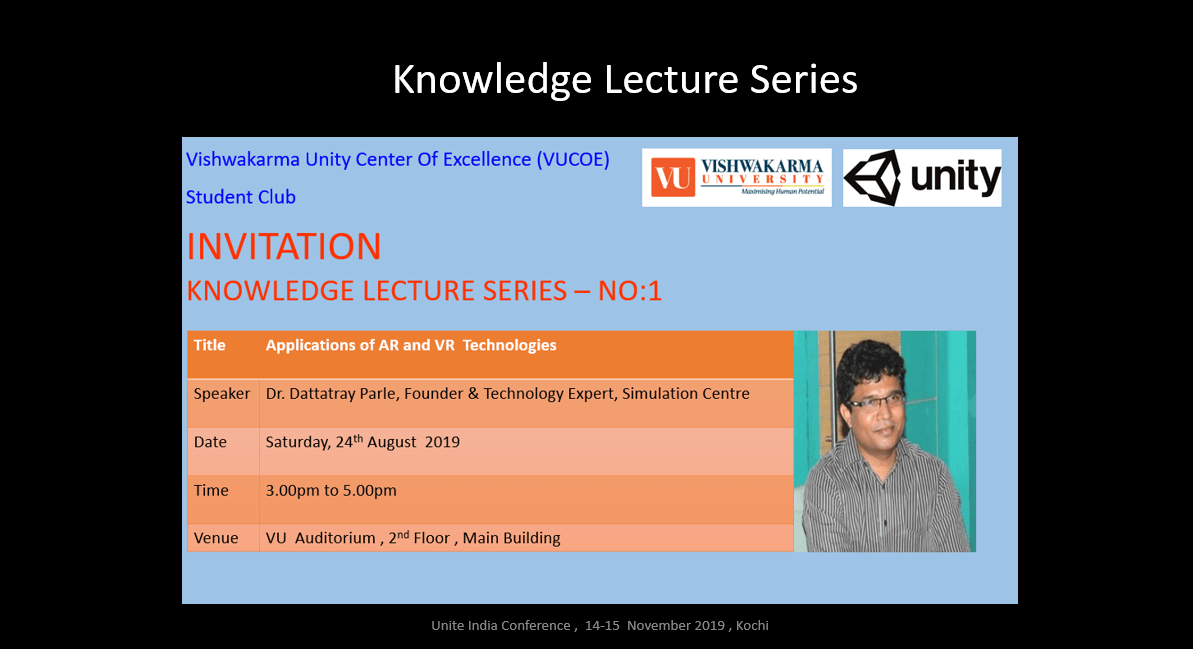 Knowledge Lecture Series
Vishwakarma Unity Center Of Excellence (VUCOE)
Student Club
VU VISHWAKARMA
UNIVERSITY
Maximising Human Potential
unity
INVITATION
KNOWLEDGE LECTURE SERIES – NO:1
Title Applications of AR and VR Technologies
Speaker Dr. Dattatray Parle, Founder & Technology Expert, Simulation Centre
Date Saturday, 24th August 2019
Time 3.00pm to 5.00pm
Venue VU Auditorium , 2nd Floor , Main Building
Unite India Conference , 14-15 November 2019 , Kochi